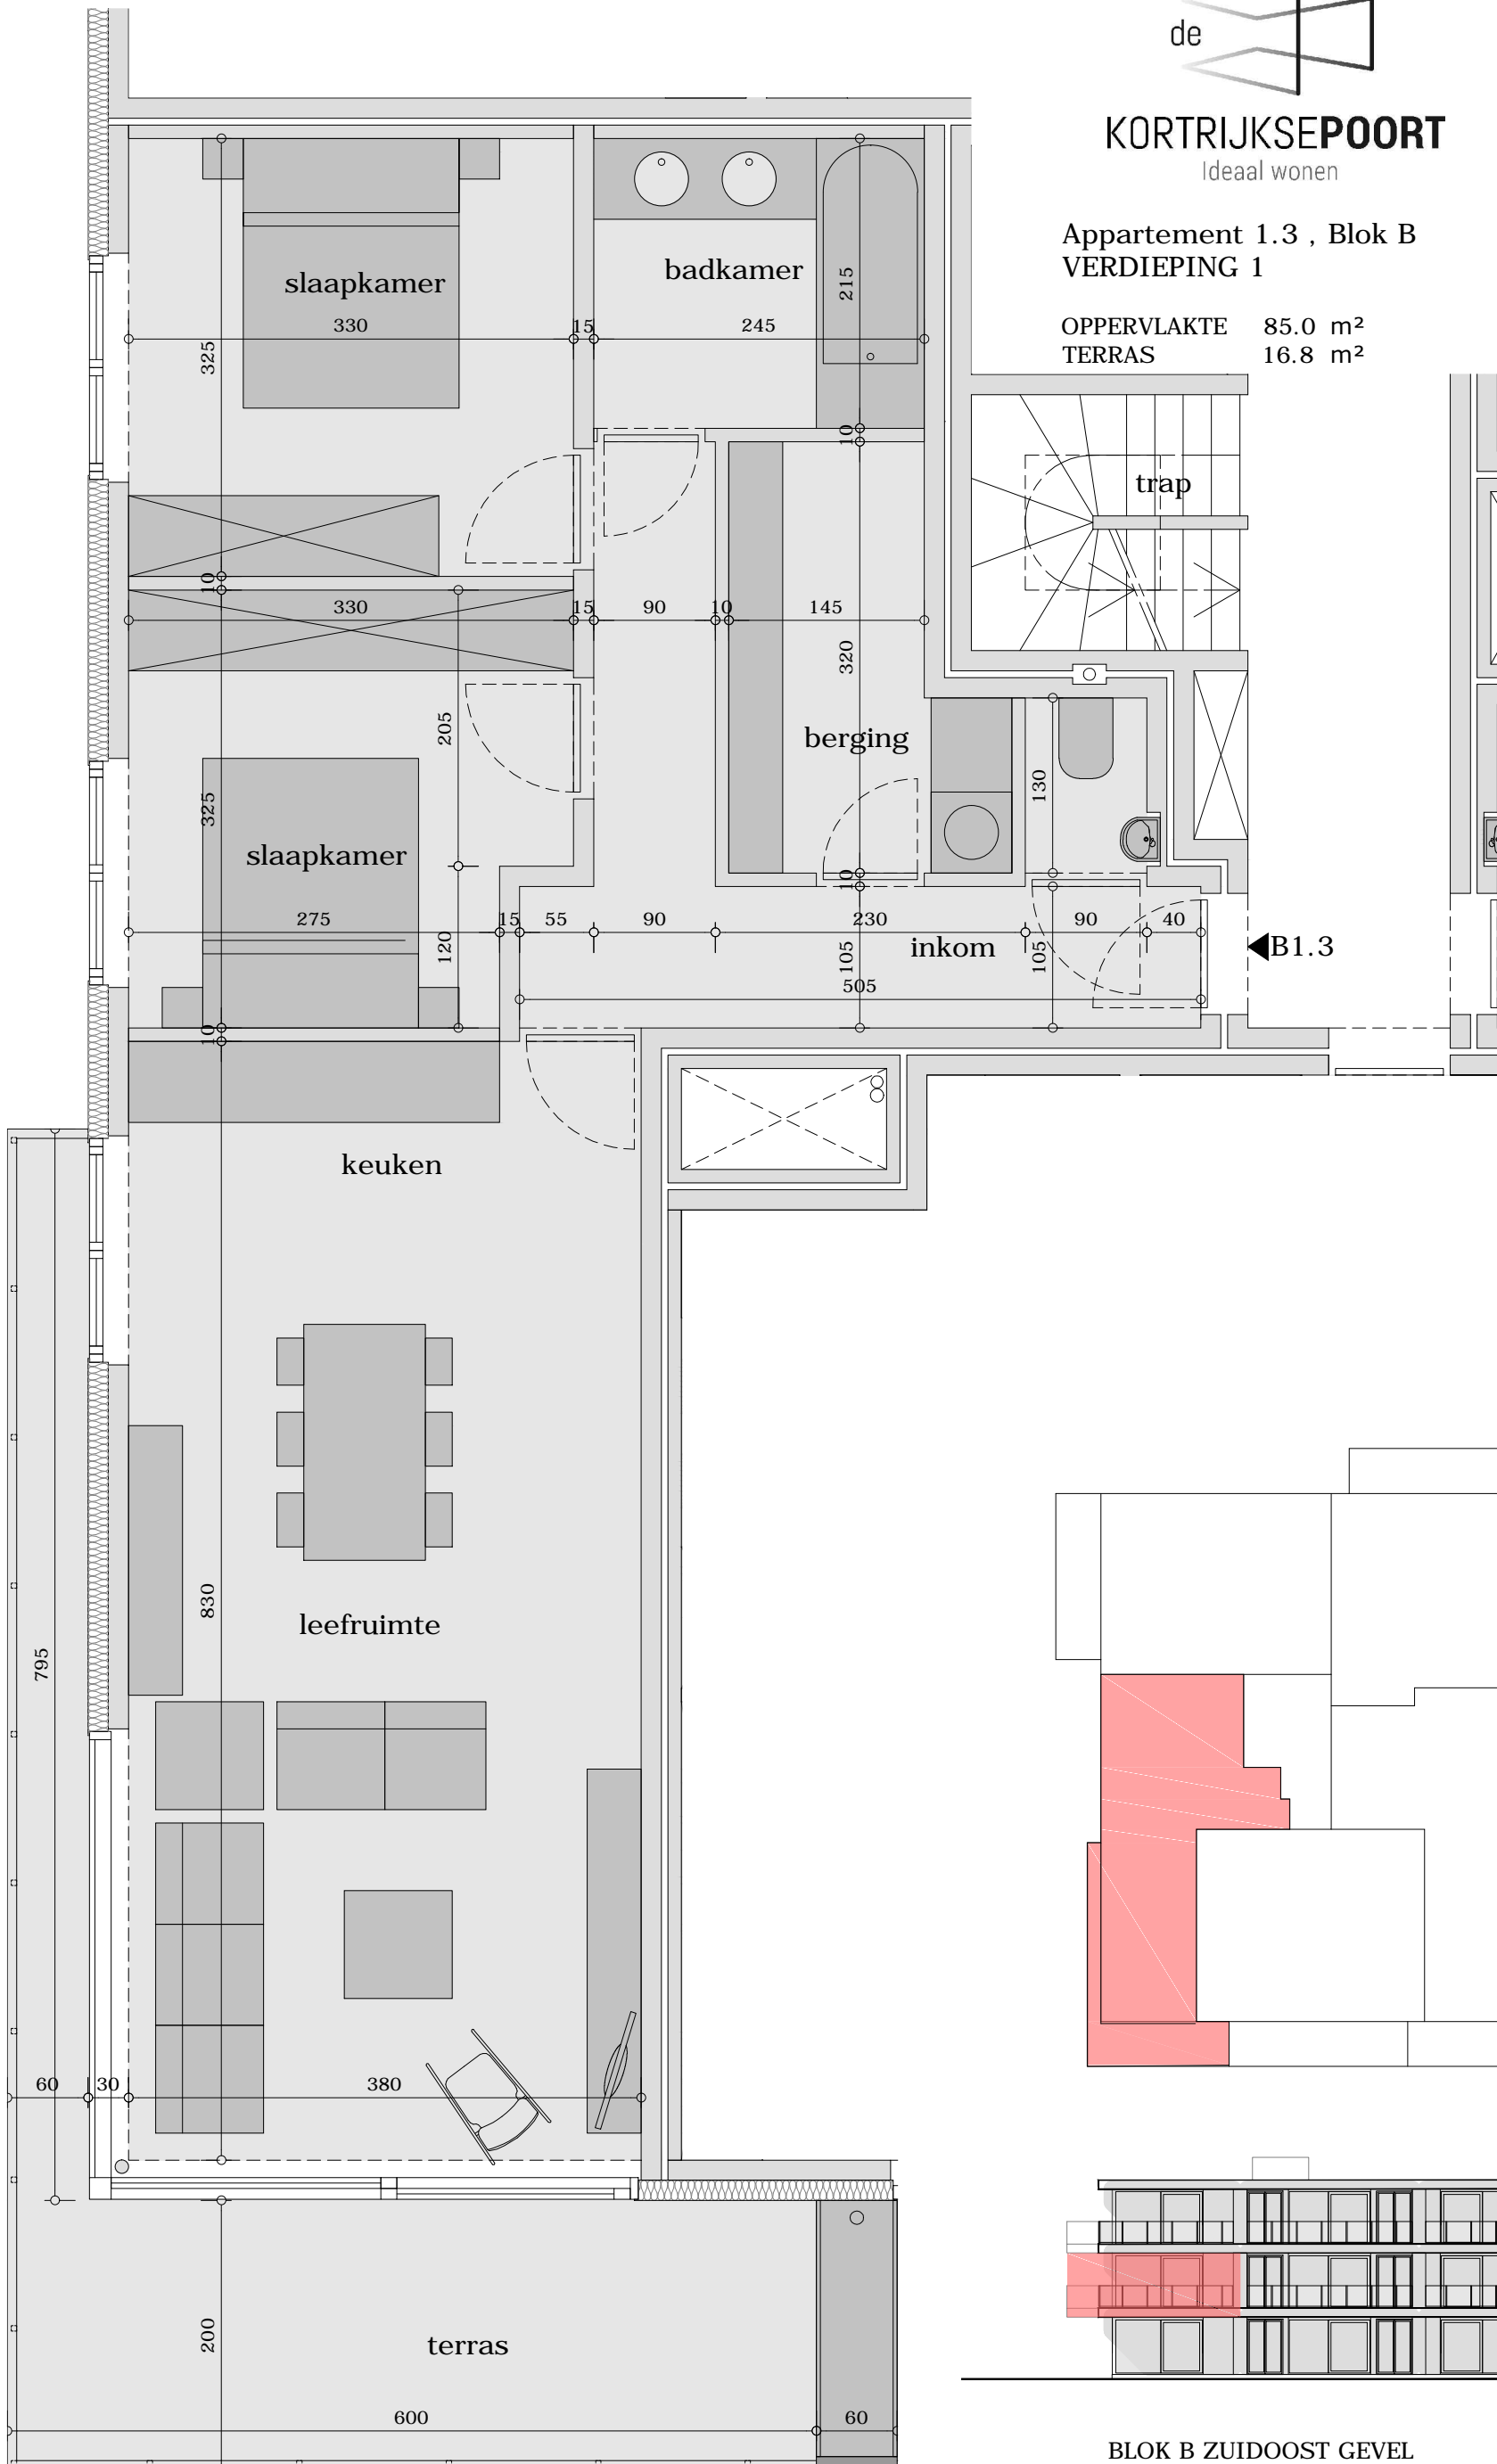 de
KORTRIJKSEPOORT
Ideaal wonen
Appartement 1.3 , Blok B
VERDIEPING 1
OPPERVLAKTE 85.0 m²
TERRAS 16.8 m²
slaapkamer
badkamer
215
330
15
245
325
10
trap
10
330
15
90
10
145
320
205
berging
130
325
slaapkamer
10
275
15
55
90
230
90
40
120
105
inkom
105
B1.3
505
10
keuken
830
leefruimte
795
60
30
380
200
terras
600
60
BLOK B ZUIDOOST GEVEL